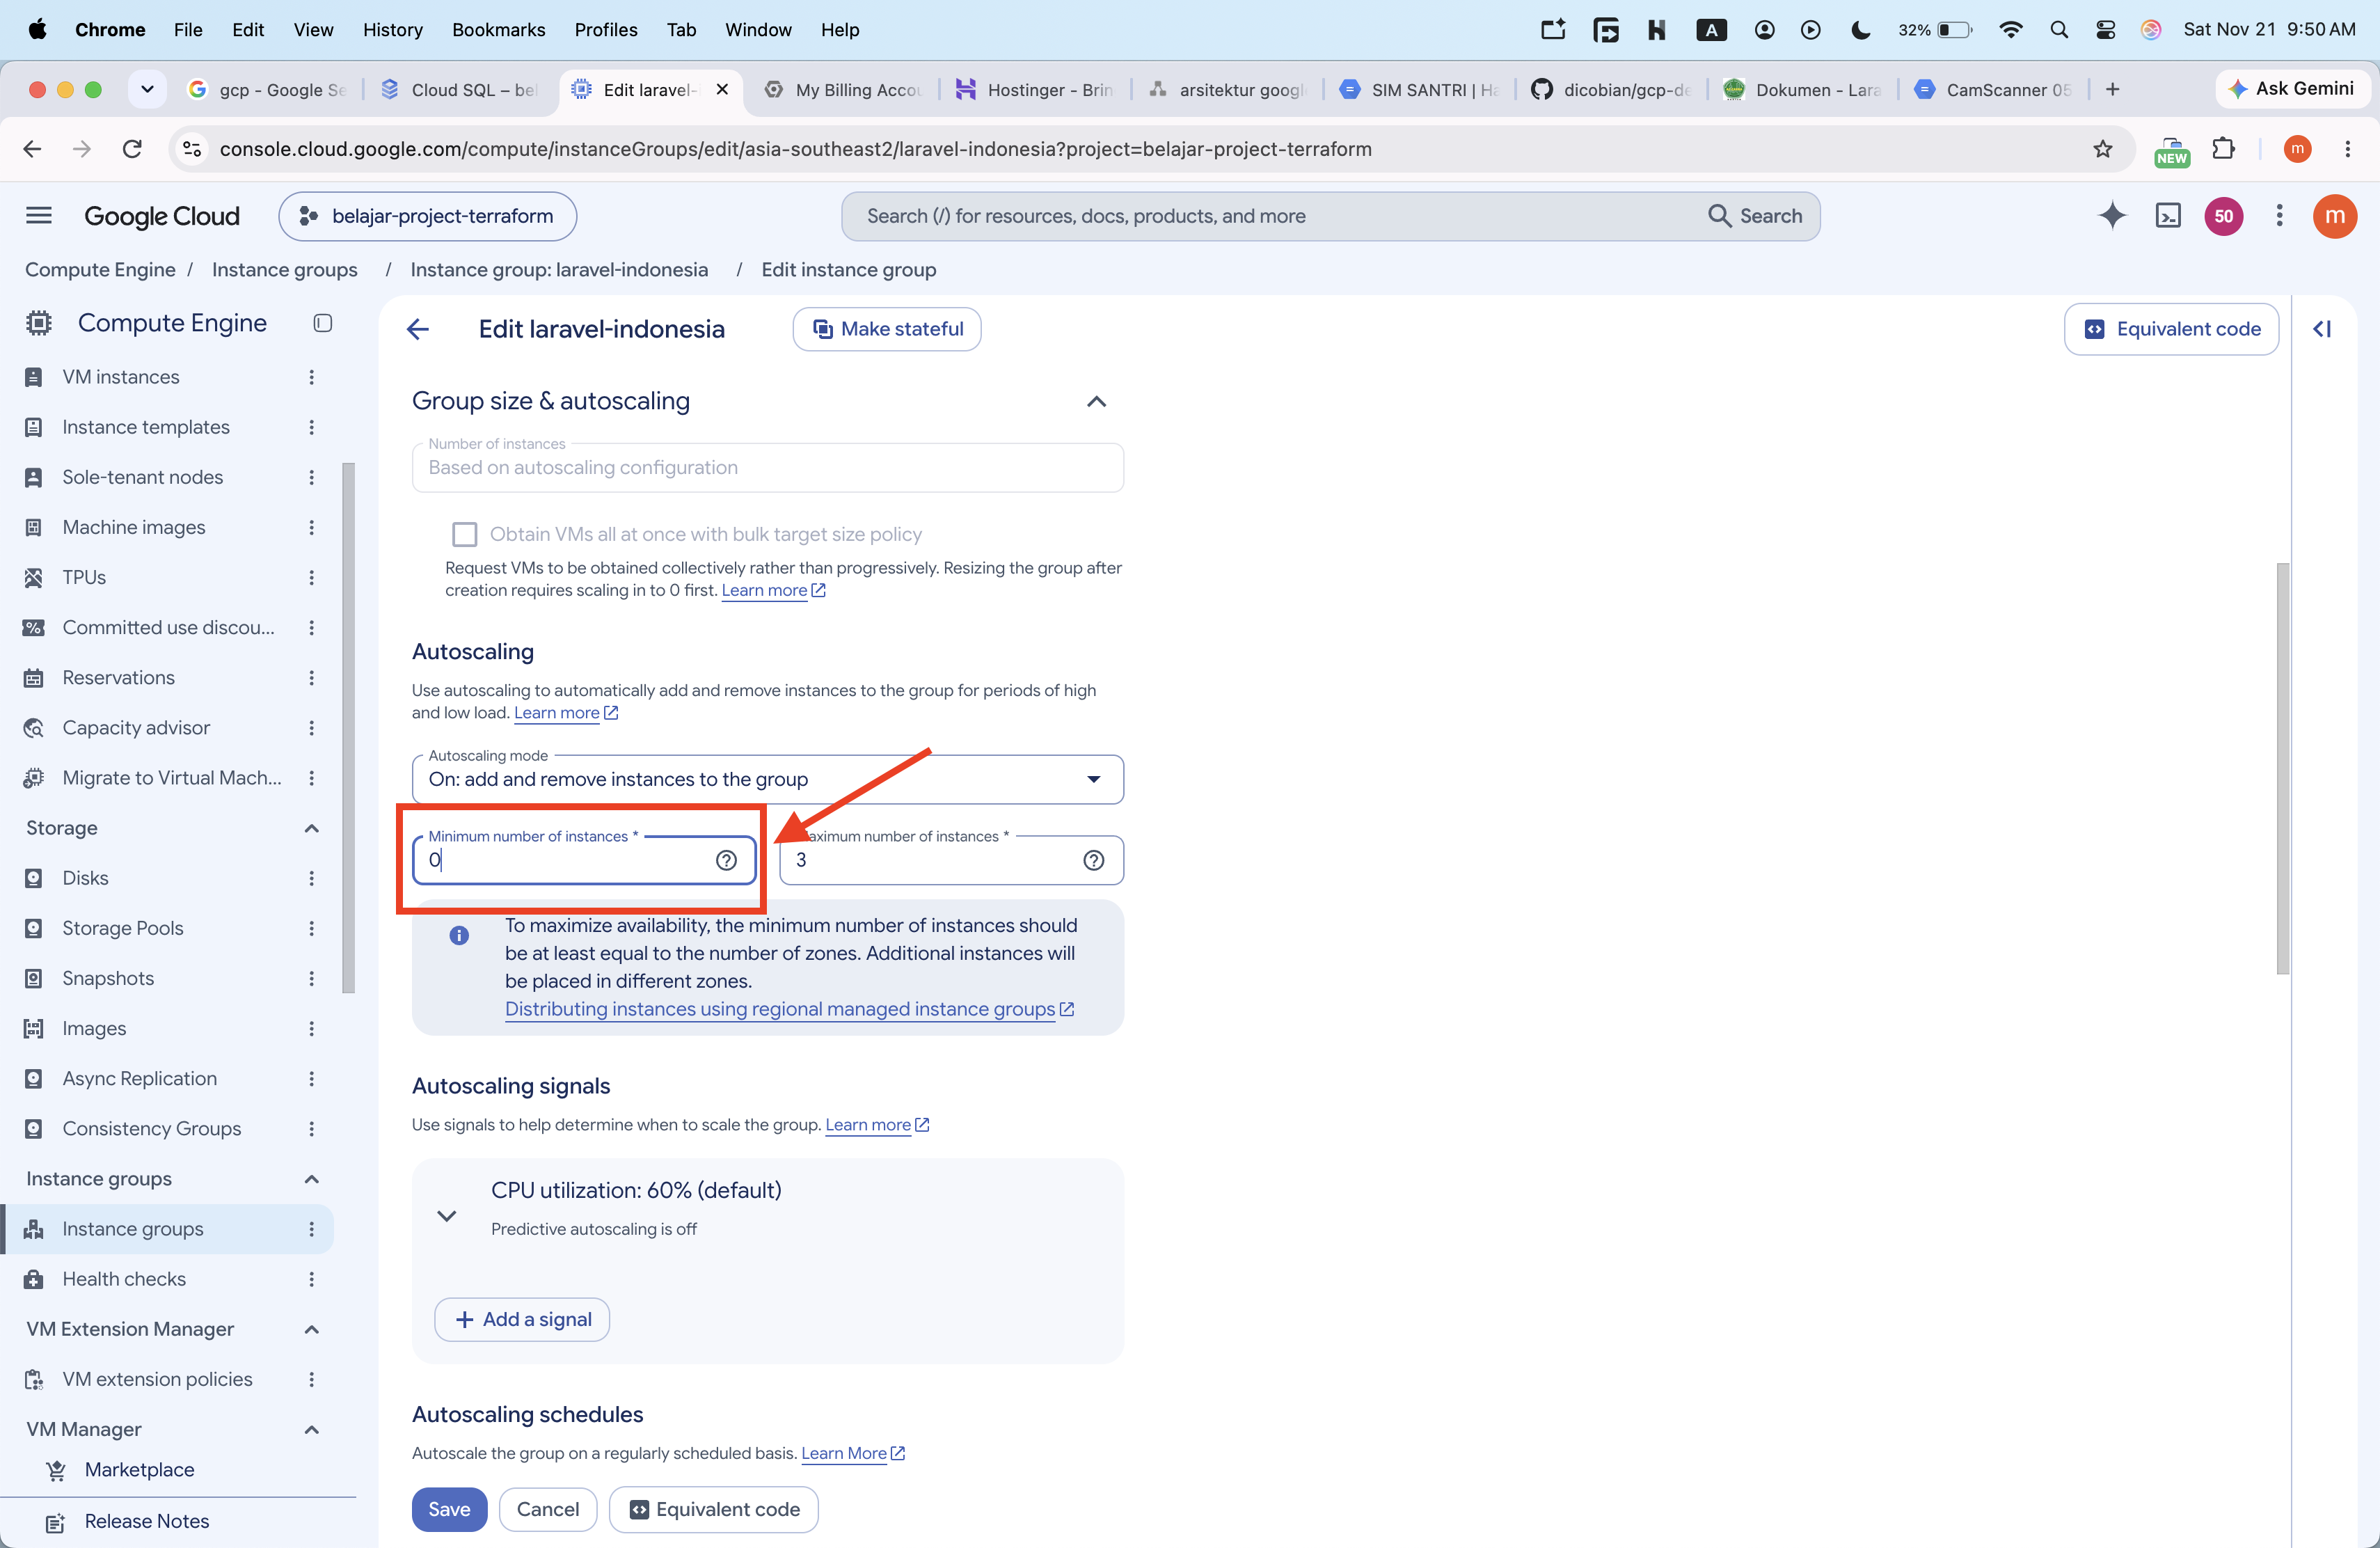 Chrome File Edit View History Bookmarks Profiles Tab Window Help
A 32% Sat Nov 21 9:50 AM
gcp - Google Se
Cloud SQL – bel
Edit laravel-
My Billing Accou
Hostinger - Brin
arsitektur googl
SIM SANTRI | Ha
dicobian/gcp-de
Dokumen - Lara
CamScanner 05
Ask Gemini
console.cloud.google.com/compute/instanceGroups/edit/asia-southeast2/laravel-indonesia?project=belajar-project-terraform
NEW
m
Google Cloud
belajar-project-terraform
Search (/) for resources, docs, products, and more
Search
50
m
Compute Engine / Instance groups / Instance group: laravel-indonesia / Edit instance group
Compute Engine
VM instances
Instance templates
Sole-tenant nodes
Machine images
TPUs
Committed use discou...
Reservations
Capacity advisor
Migrate to Virtual Mach...
Storage
Disks
Storage Pools
Snapshots
Images
Async Replication
Consistency Groups
Instance groups
Instance groups
Health checks
VM Extension Manager
VM extension policies
VM Manager
Marketplace
Release Notes
Edit laravel-indonesia
Make stateful
Equivalent code
Group size & autoscaling
Number of instances
Based on autoscaling configuration
Obtain VMs all at once with bulk target size policy
Request VMs to be obtained collectively rather than progressively. Resizing the group after
creation requires scaling in to 0 first. Learn more
Autoscaling
Use autoscaling to automatically add and remove instances to the group for periods of high
and low load. Learn more
Autoscaling mode
On: add and remove instances to the group
Minimum number of instances *
0
aximum number of instances *
3
To maximize availability, the minimum number of instances should
be at least equal to the number of zones. Additional instances will
be placed in different zones.
Distributing instances using regional managed instance groups
Autoscaling signals
Use signals to help determine when to scale the group. Learn more
CPU utilization: 60% (default)
Predictive autoscaling is off
Add a signal
Autoscaling schedules
Autoscale the group on a regularly scheduled basis. Learn More
Save
Cancel
Equivalent code